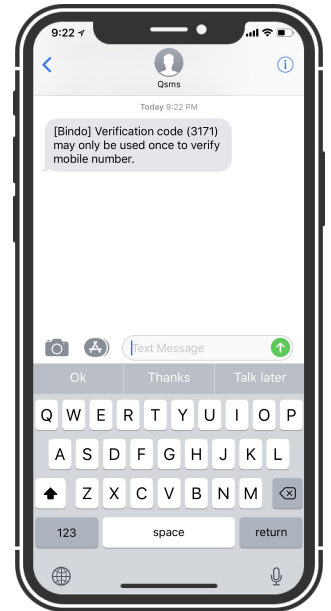 9:22
Qsms
Today 9:22 PM
[Bindo] Verification code (3171)
may only be used once to verify
mobile number.
Text Message
Ok Thanks Talk later
Q W E R T Y U I O P
A S D F G H J K L
Z X C V B N M
123 space return